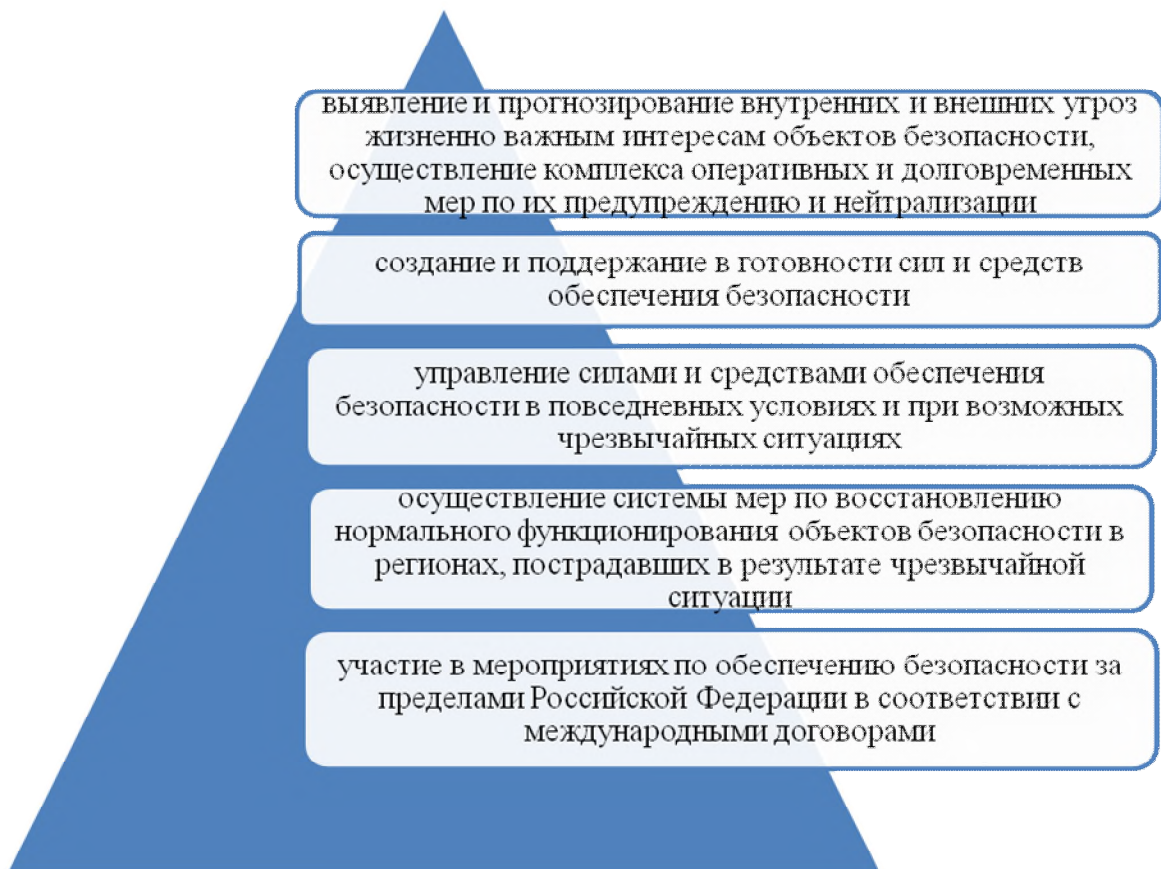 выявление и прогнозирование внутренних и внешних угроз
жизненно важным интересам объектов безопасности,
осуществление комплекса оперативных и долговременных
мер по их предупреждению и нейтрализации
создание и поддержание в готовности сил и средств
обеспечения безопасности
управление силами и средствами обеспечения
безопасности в повседневных условиях и при возможных
чрезвычайных ситуациях
осуществление системы мер по восстановлению
нормального функционирования объектов безопасности в
регионах, пострадавших в результате чрезвычайной
ситуации
участие в мероприятиях по обеспечению безопасности за
пределами Российской Федерации в соответствии с
международными договорами